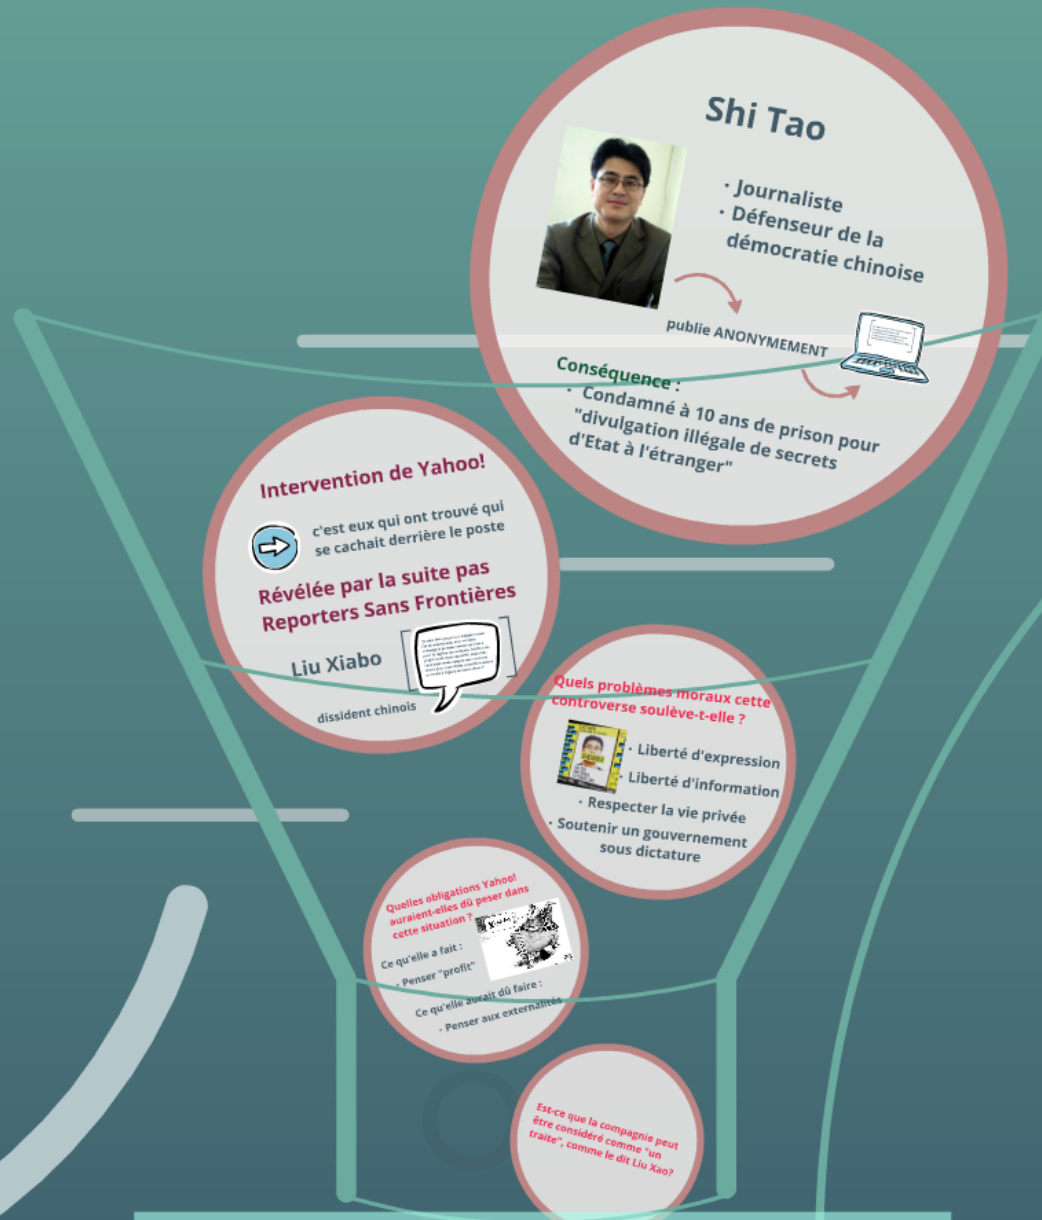 Shi Tao
· Journaliste
· Défenseur de la
démocratie chinoise
publie ANONYMEMENT
Conséquence :
· Condamné à 10 ans de prison pour
"divulgation illégale de secrets
d'Etat à l'étranger"
Intervention de Yahoo!
c'est eux qui ont trouvé qui
se cachait derrière le poste
Révélée par la suite pas
Reporters Sans Frontières
Liu Xiabo
dissident chinois
Quels problèmes moraux cette
controverse soulève-t-elle ?
· Liberté d'expression
· Liberté d'information
· Respecter la vie privée
· Soutenir un gouvernement
sous dictature
Quelles obligations Yahoo!
auraient-elles dû peser dans
cette situation ?
Ce qu'elle a fait :
· Penser "profit"
Ce qu'elle aurait dû faire :
· Penser aux externalités
Est-ce que la compagnie peut
être considéré comme "un
traite", comme le dit Liu Xao?